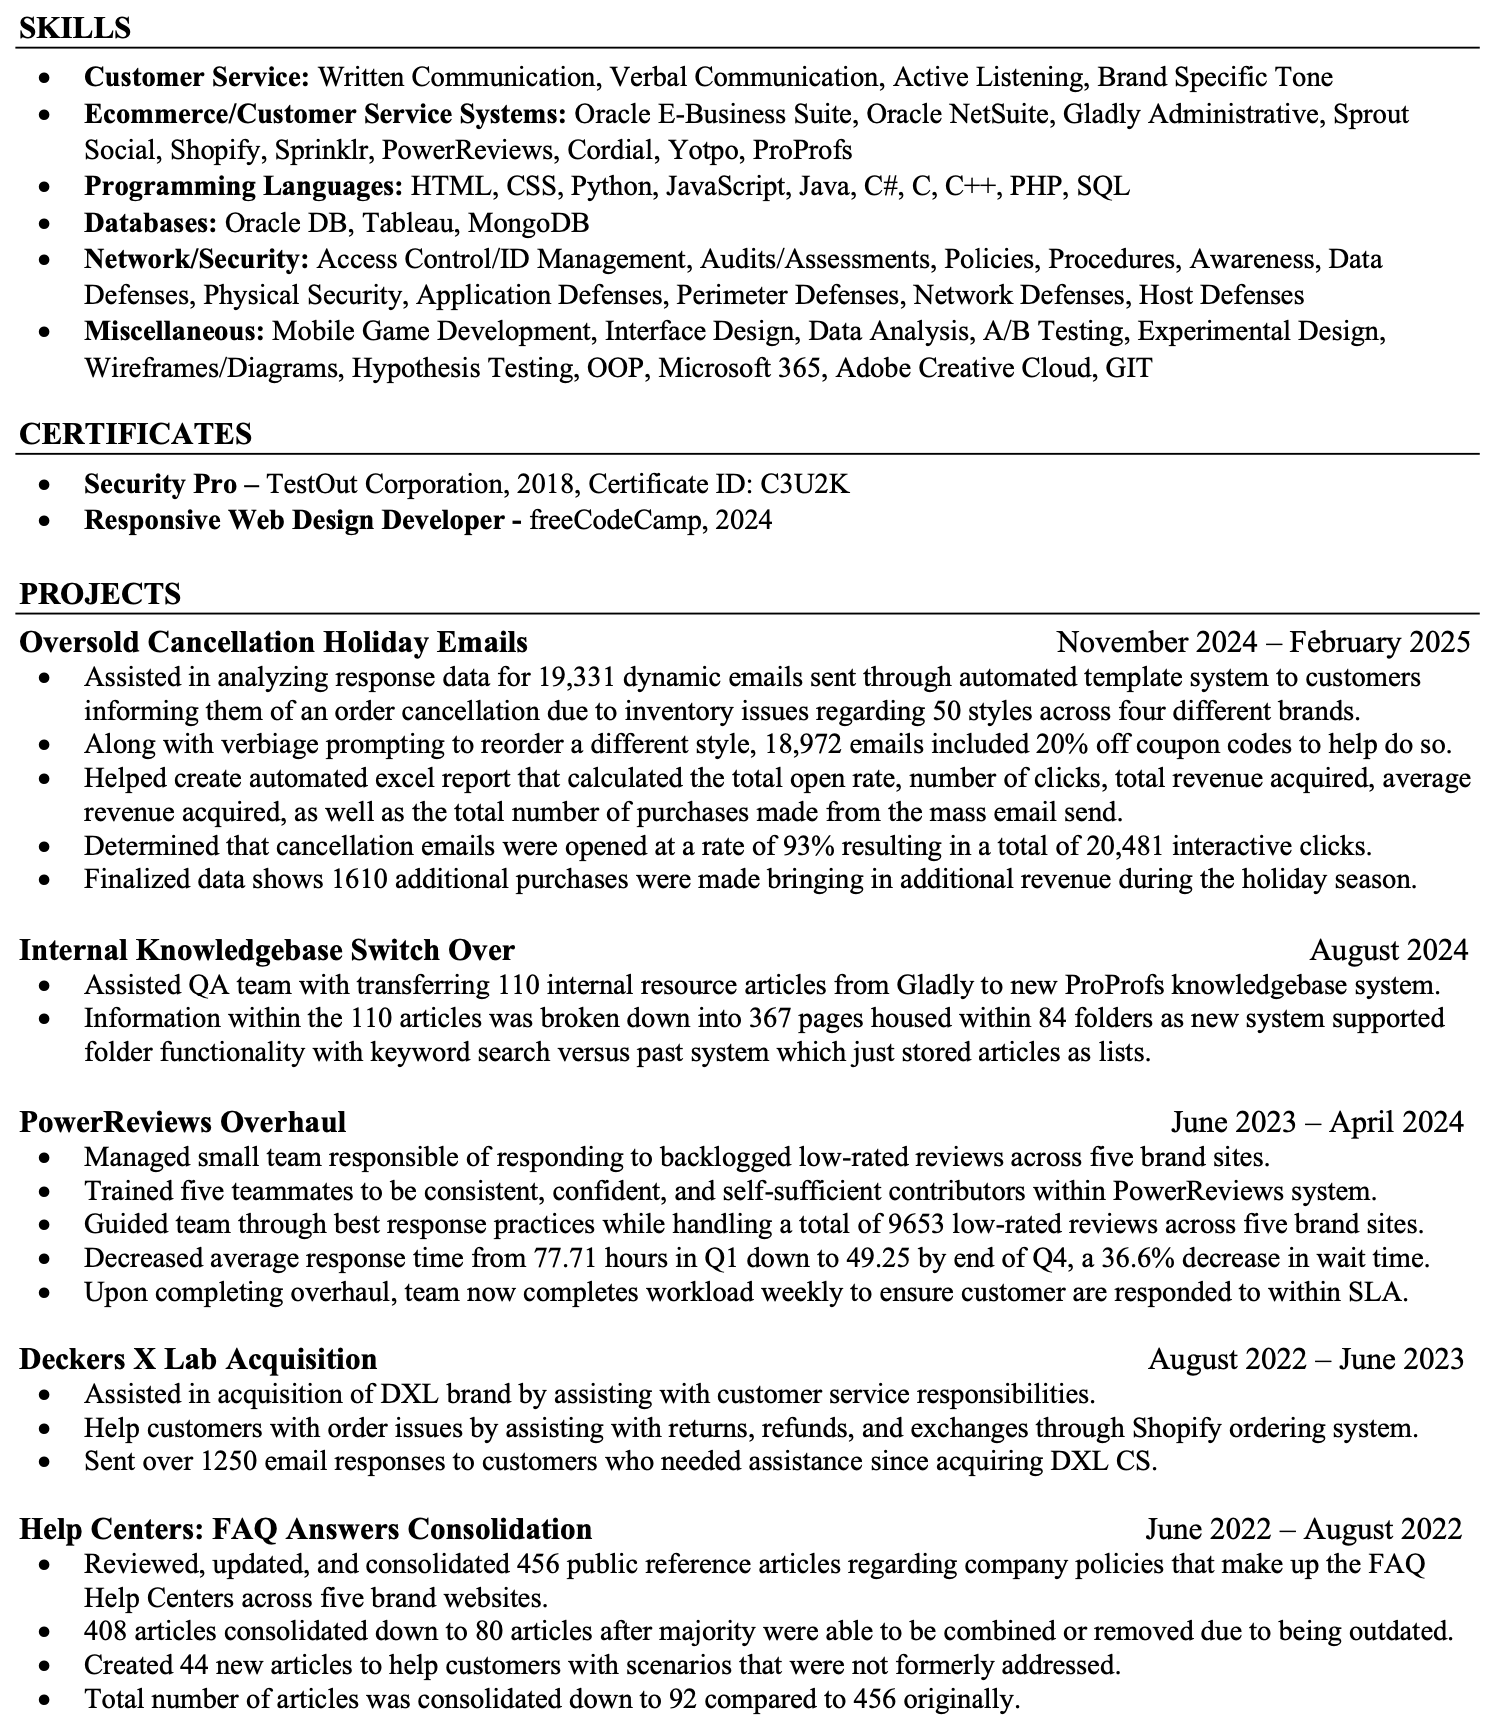 SKILLS
• Customer Service: Written Communication, Verbal Communication, Active Listening, Brand Specific Tone
• Ecommerce/Customer Service Systems: Oracle E-Business Suite, Oracle NetSuite, Gladly Administrative, Sprout
Social, Shopify, Sprinklr, PowerReviews, Cordial, Yotpo, ProProfs
• Programming Languages: HTML, CSS, Python, JavaScript, Java, C#, C, C++, PHP, SQL
• Databases: Oracle DB, Tableau, MongoDB
• Network/Security: Access Control/ID Management, Audits/Assessments, Policies, Procedures, Awareness, Data
Defenses, Physical Security, Application Defenses, Perimeter Defenses, Network Defenses, Host Defenses
• Miscellaneous: Mobile Game Development, Interface Design, Data Analysis, A/B Testing, Experimental Design,
Wireframes/Diagrams, Hypothesis Testing, OOP, Microsoft 365, Adobe Creative Cloud, GIT
CERTIFICATES
• Security Pro – TestOut Corporation, 2018, Certificate ID: C3U2K
• Responsive Web Design Developer - freeCodeCamp, 2024
PROJECTS
Oversold Cancellation Holiday Emails November 2024 – February 2025
• Assisted in analyzing response data for 19,331 dynamic emails sent through automated template system to customers
informing them of an order cancellation due to inventory issues regarding 50 styles across four different brands.
• Along with verbiage prompting to reorder a different style, 18,972 emails included 20% off coupon codes to help do so.
• Helped create automated excel report that calculated the total open rate, number of clicks, total revenue acquired, average
revenue acquired, as well as the total number of purchases made from the mass email send.
• Determined that cancellation emails were opened at a rate of 93% resulting in a total of 20,481 interactive clicks.
• Finalized data shows 1610 additional purchases were made bringing in additional revenue during the holiday season.
Internal Knowledgebase Switch Over August 2024
• Assisted QA team with transferring 110 internal resource articles from Gladly to new ProProfs knowledgebase system.
• Information within the 110 articles was broken down into 367 pages housed within 84 folders as new system supported
folder functionality with keyword search versus past system which just stored articles as lists.
PowerReviews Overhaul June 2023 – April 2024
• Managed small team responsible of responding to backlogged low-rated reviews across five brand sites.
• Trained five teammates to be consistent, confident, and self-sufficient contributors within PowerReviews system.
• Guided team through best response practices while handling a total of 9653 low-rated reviews across five brand sites.
• Decreased average response time from 77.71 hours in Q1 down to 49.25 by end of Q4, a 36.6% decrease in wait time.
• Upon completing overhaul, team now completes workload weekly to ensure customer are responded to within SLA.
Deckers X Lab Acquisition August 2022 – June 2023
• Assisted in acquisition of DXL brand by assisting with customer service responsibilities.
• Help customers with order issues by assisting with returns, refunds, and exchanges through Shopify ordering system.
• Sent over 1250 email responses to customers who needed assistance since acquiring DXL CS.
Help Centers: FAQ Answers Consolidation June 2022 – August 2022
• Reviewed, updated, and consolidated 456 public reference articles regarding company policies that make up the FAQ
Help Centers across five brand websites.
• 408 articles consolidated down to 80 articles after majority were able to be combined or removed due to being outdated.
• Created 44 new articles to help customers with scenarios that were not formerly addressed.
• Total number of articles was consolidated down to 92 compared to 456 originally.